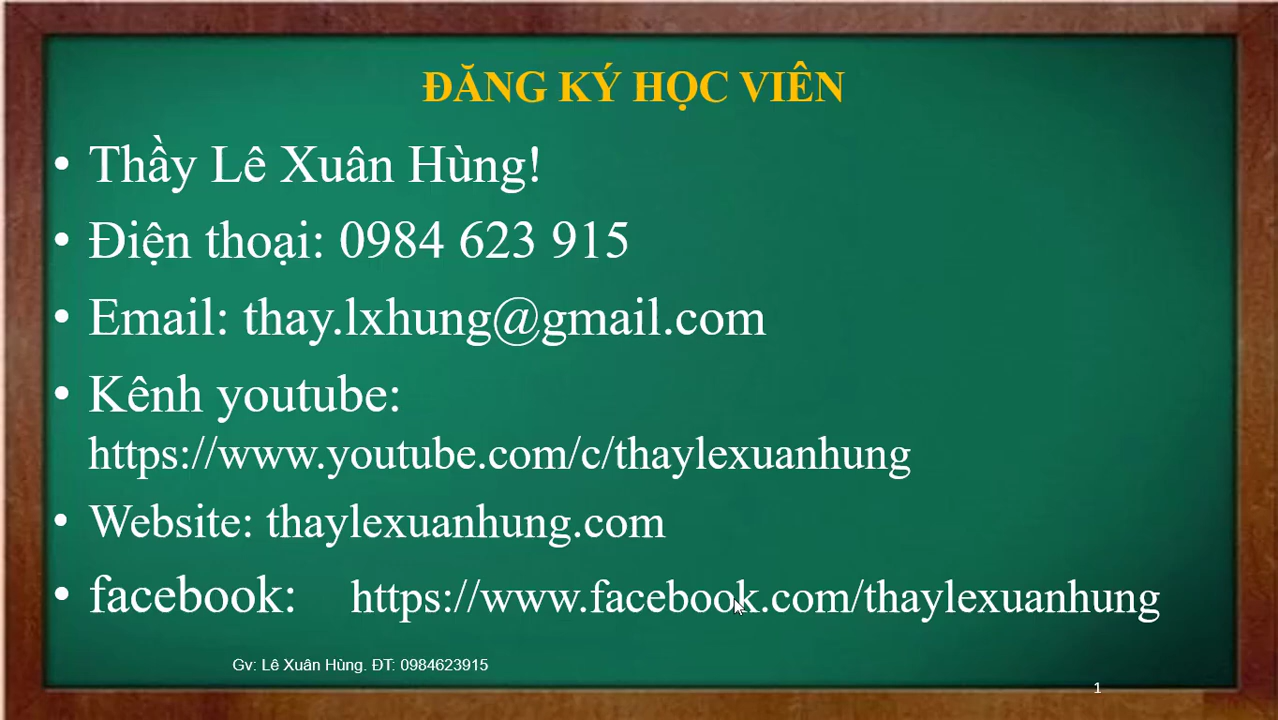 ĐĂNG KÝ HỌC VIÊN
• Thầy Lê Xuân Hùng!
• Điện thoại: 0984 623 915
• Email: thay.lxhung@gmail.com
• Kênh youtube:
https://www.youtube.com/c/thaylexuanhung
• Website: thaylexuanhung.com
• facebook: https://www.facebook.com/thaylexuanhung
Gv: Lê Xuân Hùng. ĐT: 0984623915
1